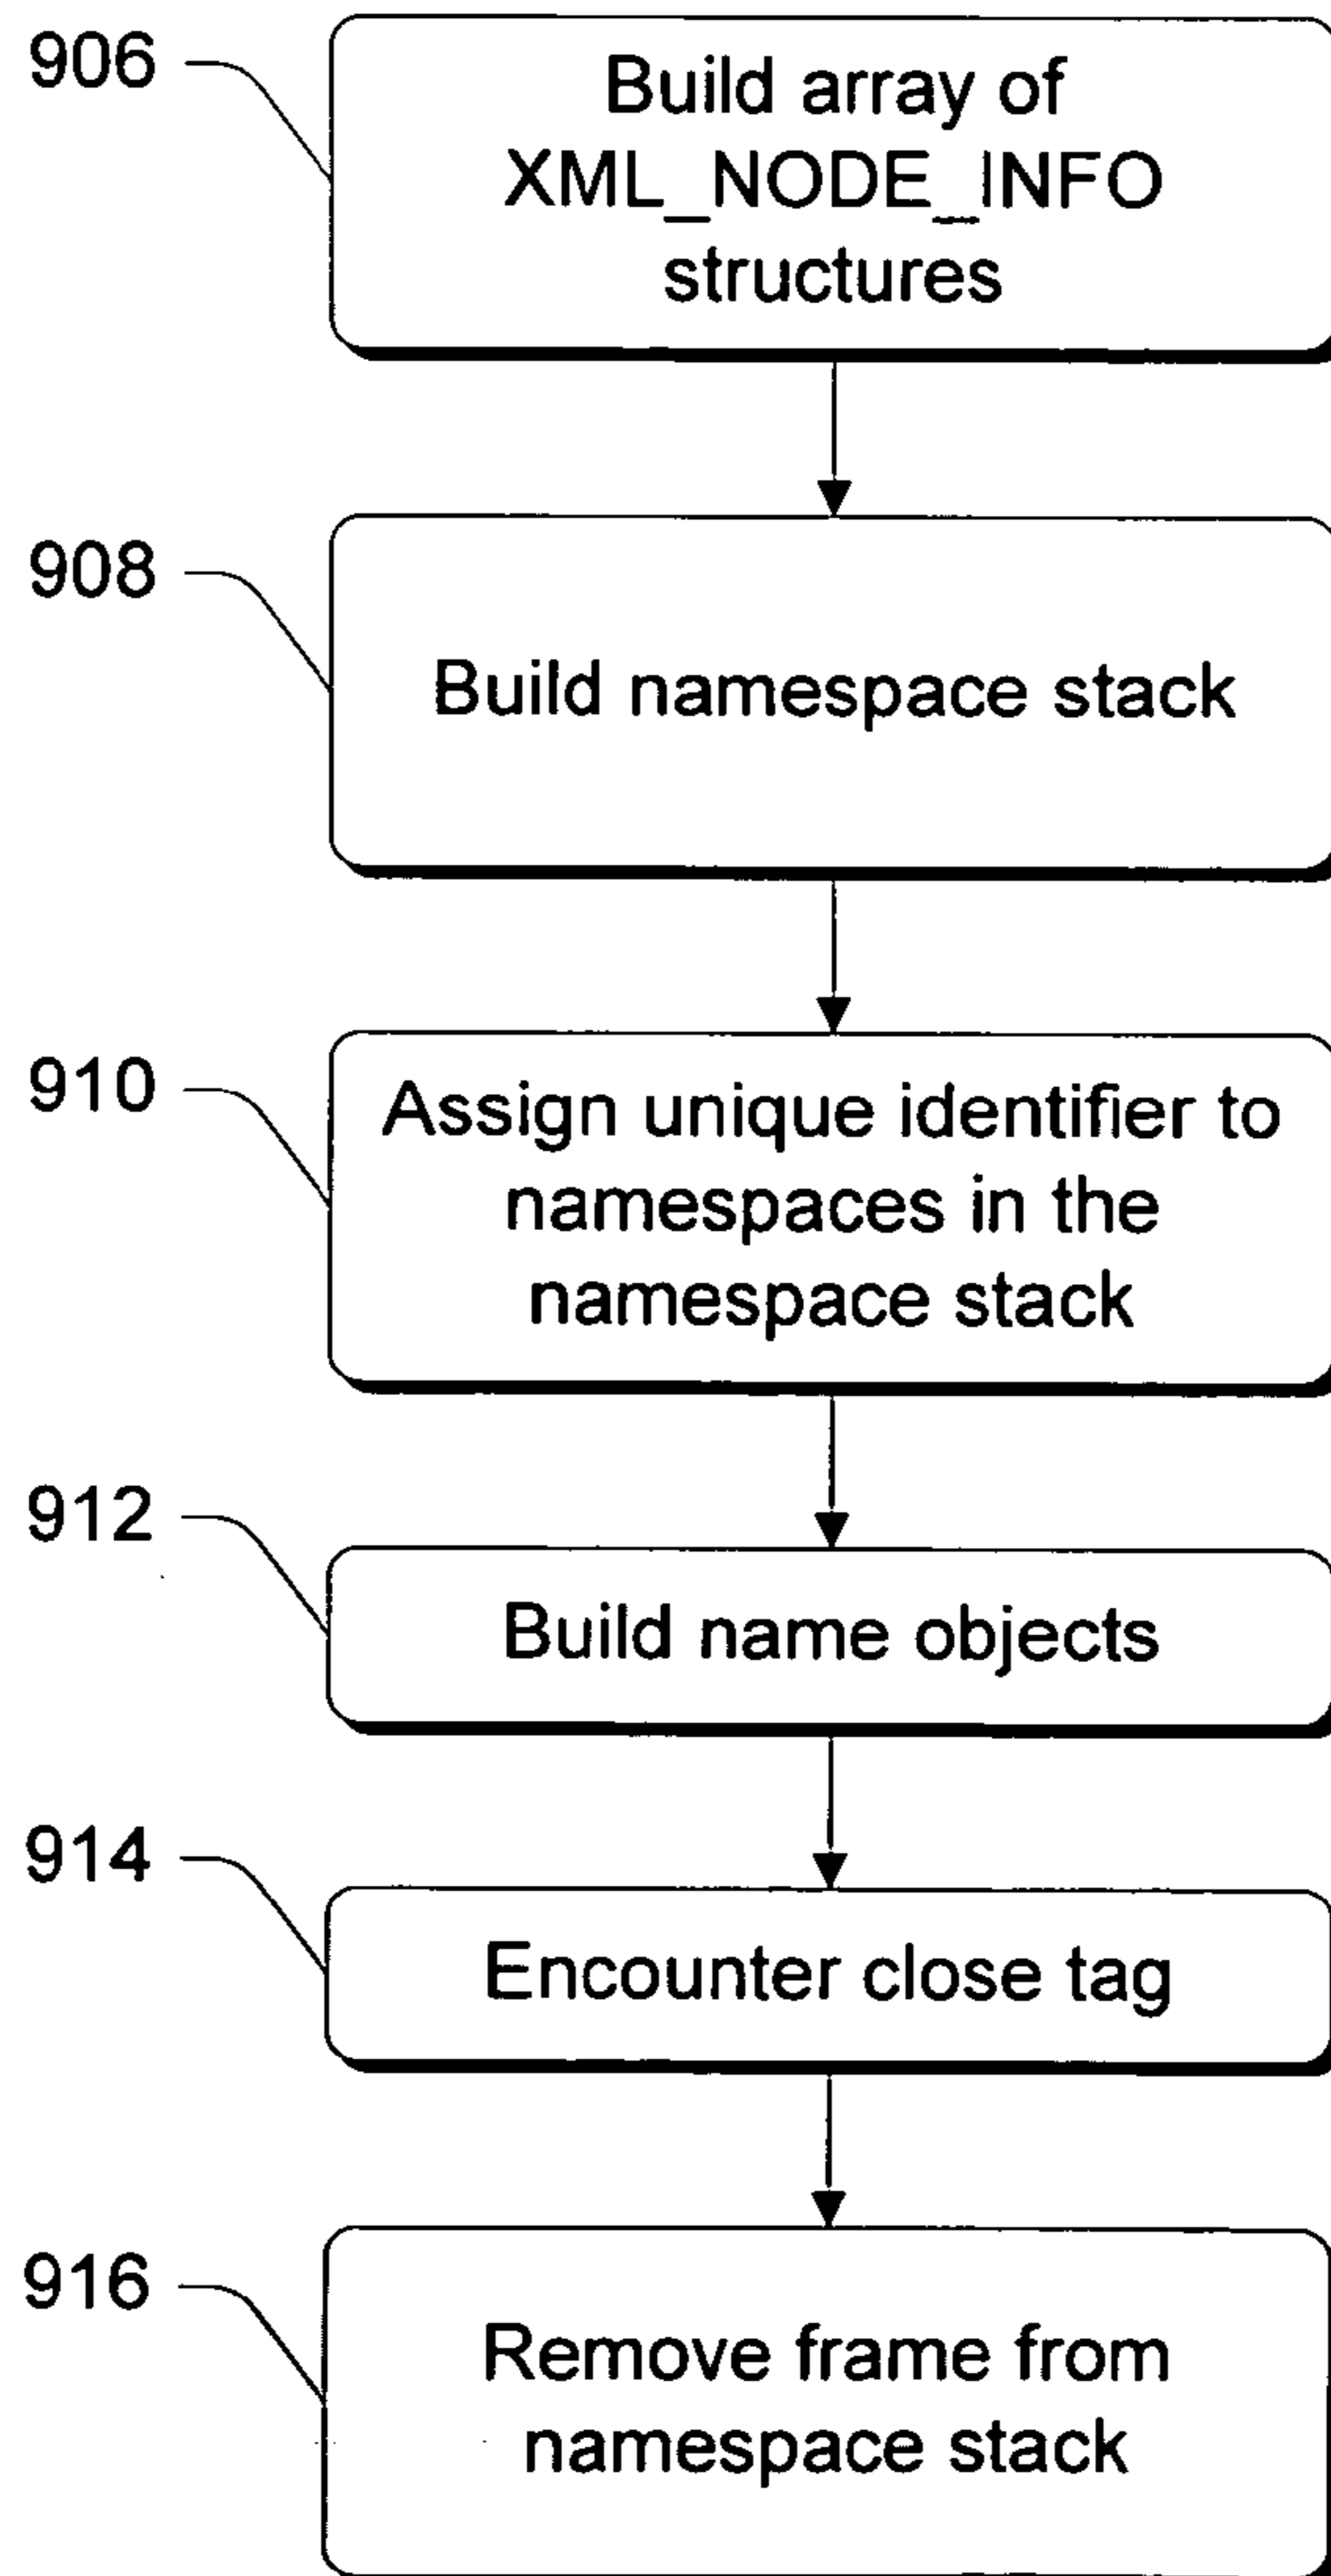 906
Build array of
XML_NODE_INFO
structures
908
Build namespace stack
910
Assign unique identifier to
namespaces in the
namespace stack
912
Build name objects
914
Encounter close tag
916
Remove frame from
namespace stack